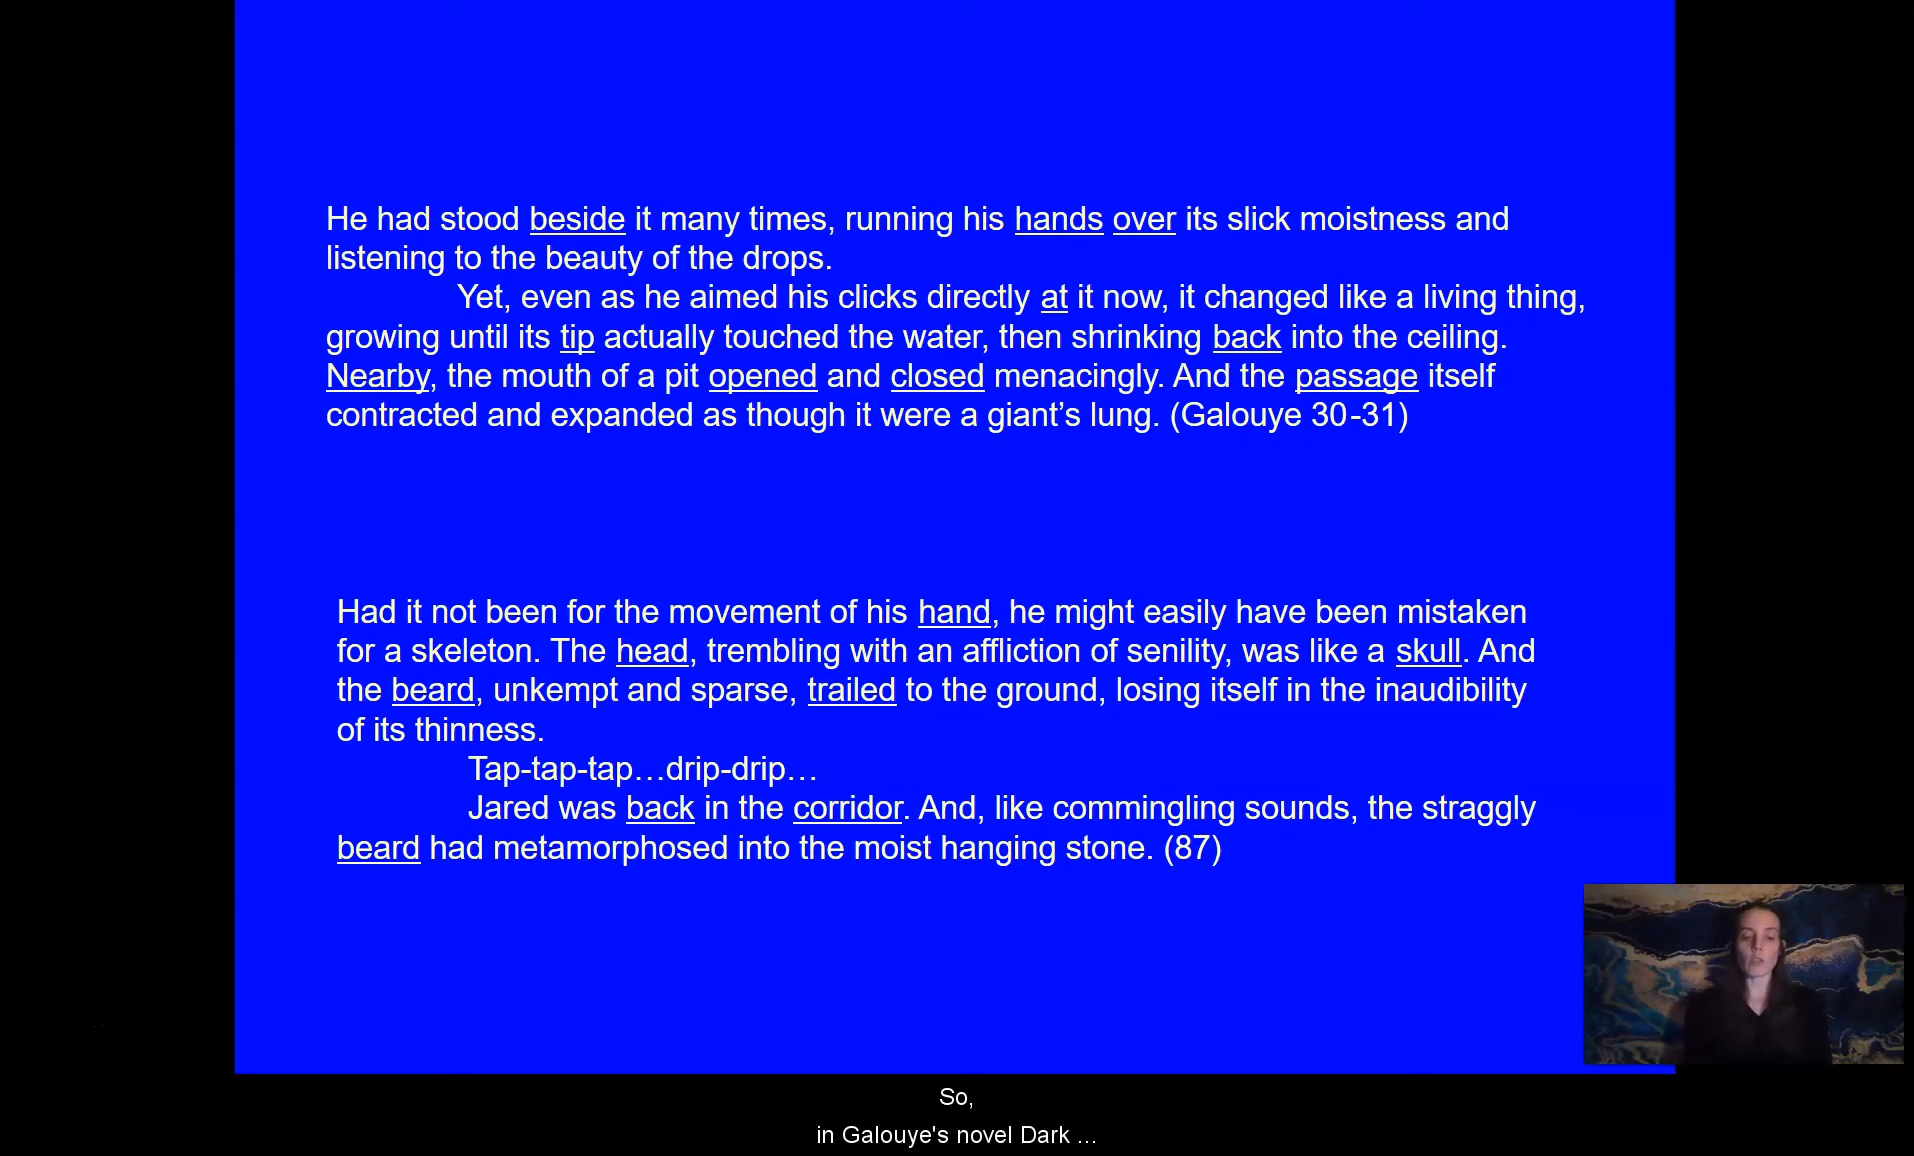 He had stood beside it many times, running his hands over its slick moistness and
listening to the beauty of the drops.
Yet, even as he aimed his clicks directly at it now, it changed like a living thing,
growing until its tip actually touched the water, then shrinking back into the ceiling.
Nearby, the mouth of a pit opened and closed menacingly. And the passage itself
contracted and expanded as though it were a giant’s lung. (Galouye 30-31)
Had it not been for the movement of his hand, he might easily have been mistaken
for a skeleton. The head, trembling with an affliction of senility, was like a skull. And
the beard, unkempt and sparse, trailed to the ground, losing itself in the inaudibility
of its thinness.
Tap-tap-tap…drip-drip…
Jared was back in the corridor. And, like commingling sounds, the straggly
beard had metamorphosed into the moist hanging stone. (87)
So,
in Galouye's novel Dark ...